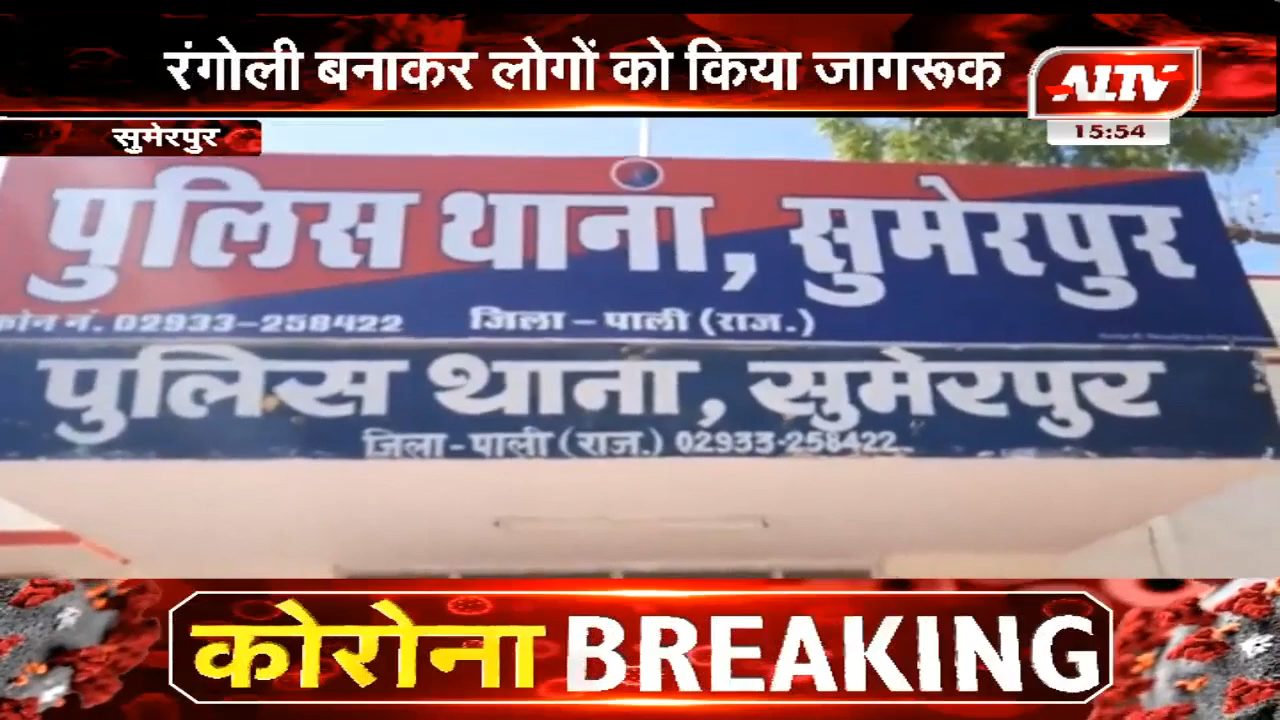 रंगोली बनाकर लोगों को किया जागरूक
ALTV
15:54
सुमेरपुर
पुलिस थाना, सुमेरपुर
फोन नं. 02933-258422 जिला - पाली (राज.)
पुलिस थाना, सुमेरपुर
जिला - पाली (राज.) 02933-258422
कोरोना BREAKING